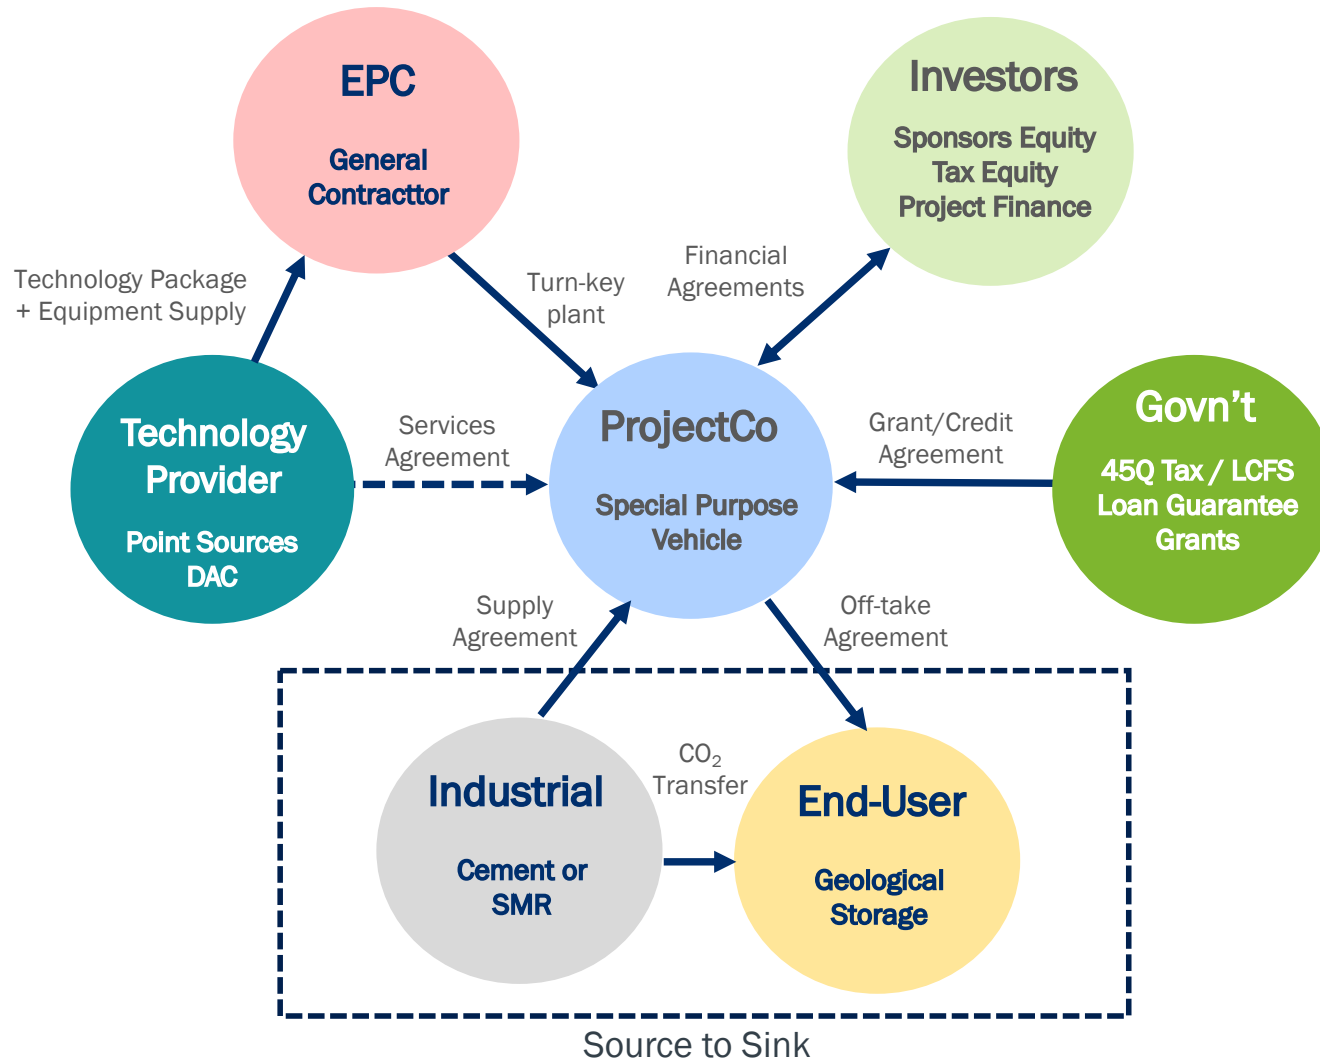 EPC
General
Contracttor
Investors
Sponsors Equity
Tax Equity
Project Finance
Technology Package
+ Equipment Supply
Turn-key
plant
Financial
Agreements
Technology
Provider
Point Sources
DAC
Services
Agreement
ProjectCo
Special Purpose
Vehicle
Grant/Credit
Agreement
Govn't
45Q Tax / LCFS
Loan Guarantee
Grants
Supply
Agreement
Off-take
Agreement
Industrial
Cement or
SMR
CO₂
Transfer
End-User
Geological
Storage
Source to Sink